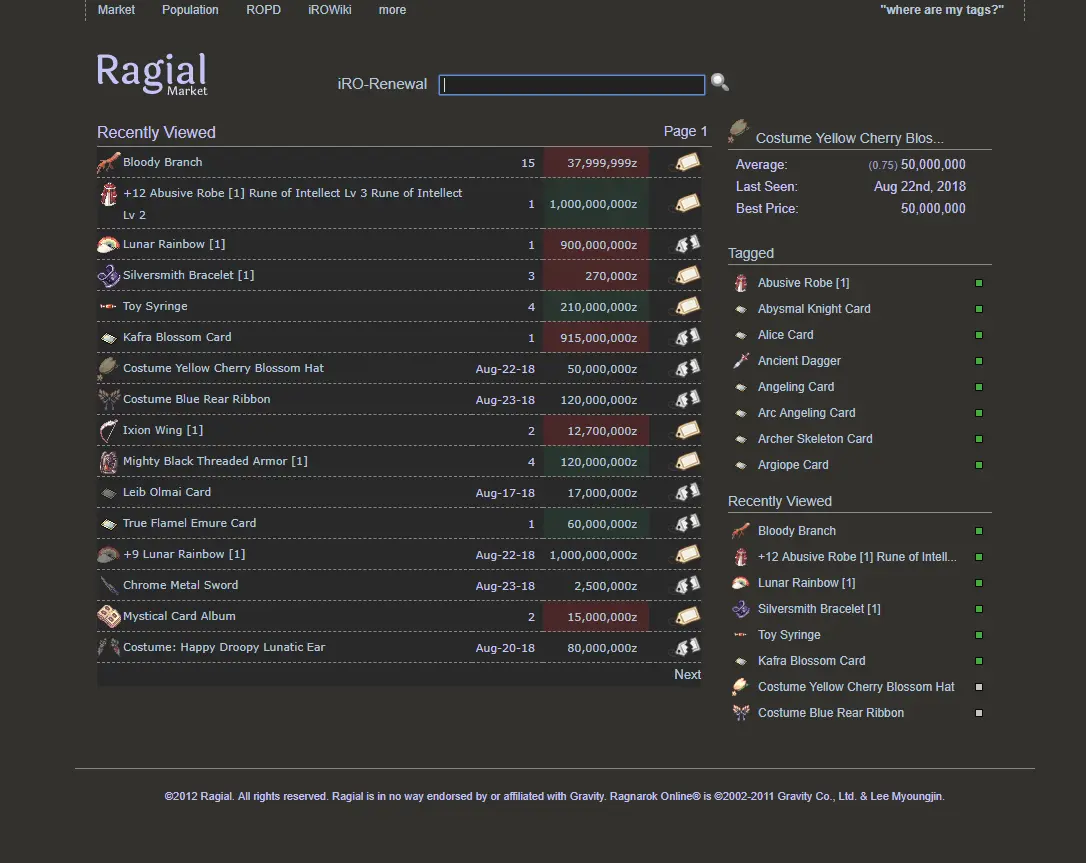 Market Population ROPD iROWiki more "where are my tags?"
Ragial
Market
iRO-Renewal
Recently Viewed Page 1
Bloody Branch 15 37,999,999z
+12 Abusive Robe [1] Rune of Intellect Lv 3 Rune of Intellect
Lv 2 1 1,000,000,000z
Lunar Rainbow [1] 1 900,000,000z
Silversmith Bracelet [1] 3 270,000z
Toy Syringe 4 210,000,000z
Kafra Blossom Card 1 915,000,000z
Costume Yellow Cherry Blossom Hat Aug-22-18 50,000,000z
Costume Blue Rear Ribbon Aug-23-18 120,000,000z
Ixion Wing [1] 2 12,700,000z
Mighty Black Threaded Armor [1] 4 120,000,000z
Leib Olmai Card Aug-17-18 17,000,000z
True Flamel Emure Card 1 60,000,000z
+9 Lunar Rainbow [1] Aug-22-18 1,000,000,000z
Chrome Metal Sword Aug-23-18 2,500,000z
Mystical Card Album 2 15,000,000z
Costume: Happy Droopy Lunatic Ear Aug-20-18 80,000,000z
Next
Costume Yellow Cherry Blos...
Average: (0.75) 50,000,000
Last Seen: Aug 22nd, 2018
Best Price: 50,000,000
Tagged
Abusive Robe [1]
Abysmal Knight Card
Alice Card
Ancient Dagger
Angeling Card
Arc Angeling Card
Archer Skeleton Card
Argiope Card
Recently Viewed
Bloody Branch
+12 Abusive Robe [1] Rune of Intell...
Lunar Rainbow [1]
Silversmith Bracelet [1]
Toy Syringe
Kafra Blossom Card
Costume Yellow Cherry Blossom Hat
Costume Blue Rear Ribbon
©2012 Ragial. All rights reserved. Ragial is in no way endorsed by or affiliated with Gravity. Ragnarok Online® is ©2002-2011 Gravity Co., Ltd. & Lee Myoungjin.